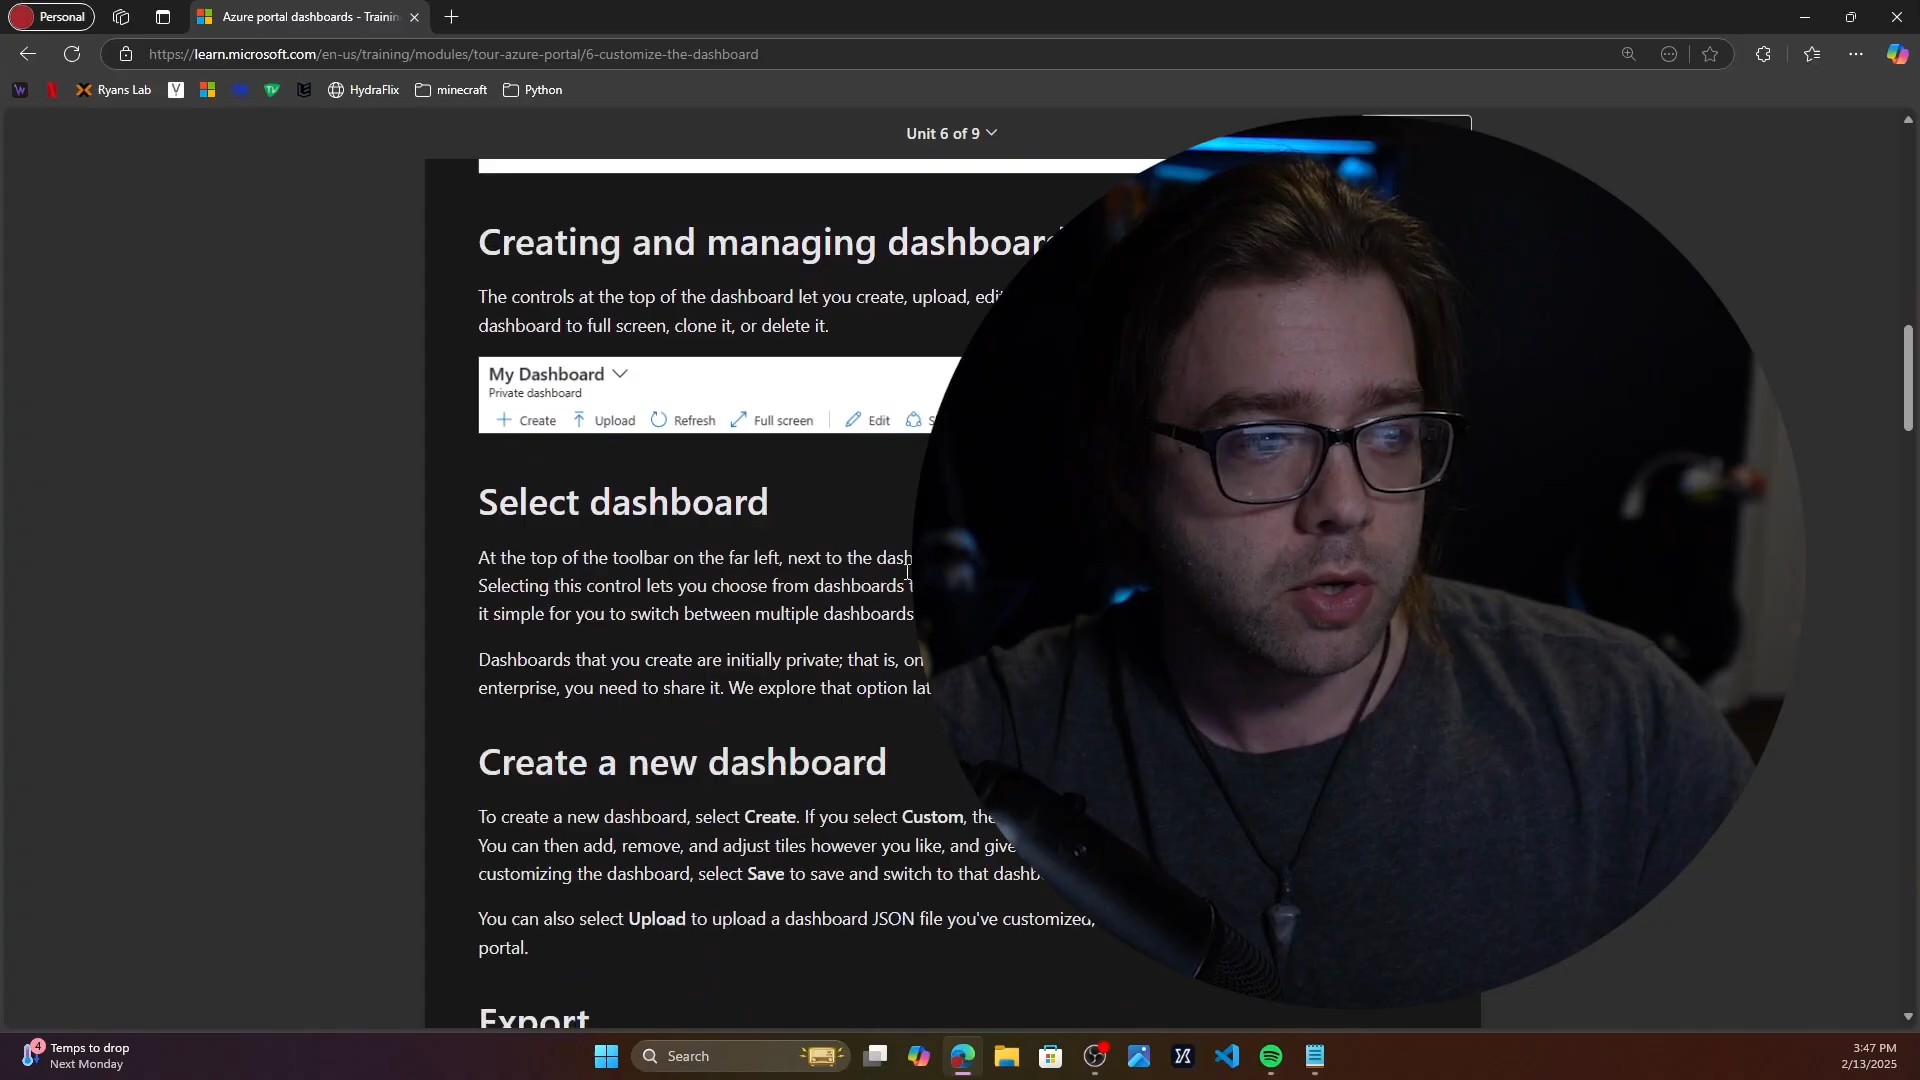 Personal
Azure portal dashboards - Trainin
https://learn.microsoft.com/en-us/training/modules/tour-azure-portal/6-customize-the-dashboard
Ryans Lab
HydraFlix
minecraft
Python
Unit 6 of 9
Creating and managing dashboard
The controls at the top of the dashboard let you create, upload, edit
dashboard to full screen, clone it, or delete it.
My Dashboard
Private dashboard
Create
Upload
Refresh
Full screen
Edit
Select dashboard
At the top of the toolbar on the far left, next to the dash
Selecting this control lets you choose from dashboards
it simple for you to switch between multiple dashboards
Dashboards that you create are initially private; that is, on
enterprise, you need to share it. We explore that option lat
Create a new dashboard
To create a new dashboard, select Create. If you select Custom, the
You can then add, remove, and adjust tiles however you like, and give
customizing the dashboard, select Save to save and switch to that dashb
You can also select Upload to upload a dashboard JSON file you've customized,
portal.
Export
4
Temps to drop
Next Monday
Search
3:47 PM
2/13/2025